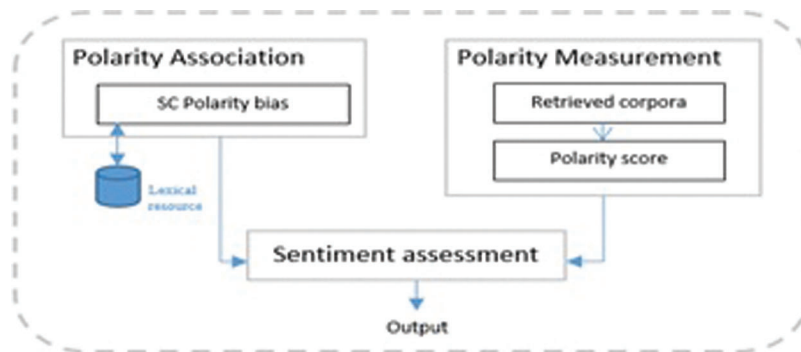 Polarity Association
SC Polarity bias
Lexical
resource
Polarity Measurement
Retrieved corpora
Polarity score
Sentiment assessment
Output